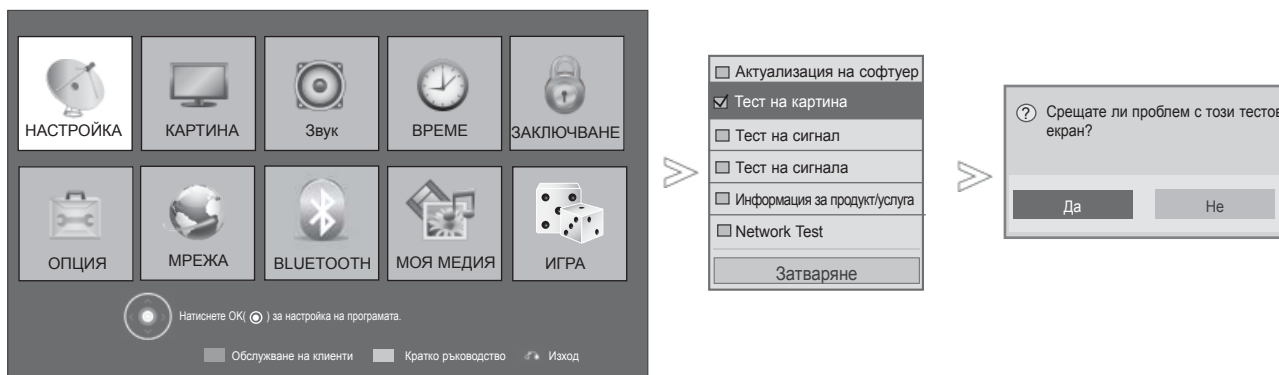 НАСТРОЙКА
КАРТИНА
Звук
ВРЕМЕ
ЗАКЛЮЧВАНЕ
ОПЦИЯ
МРЕЖА
BLUETOOTH
МОЯ МЕДИЯ
ИГРА
Натиснете OK( ) за настройка на програмата.
Обслужване на клиенти
Кратко ръководство
Изход
Актуализация на софтуер
Тест на картина
Тест на сигнал
Тест на сигнала
Информация за продукт/услуга
Network Test
Затваряне
? Срещате ли проблем с този тестов
екран?
Да
Не